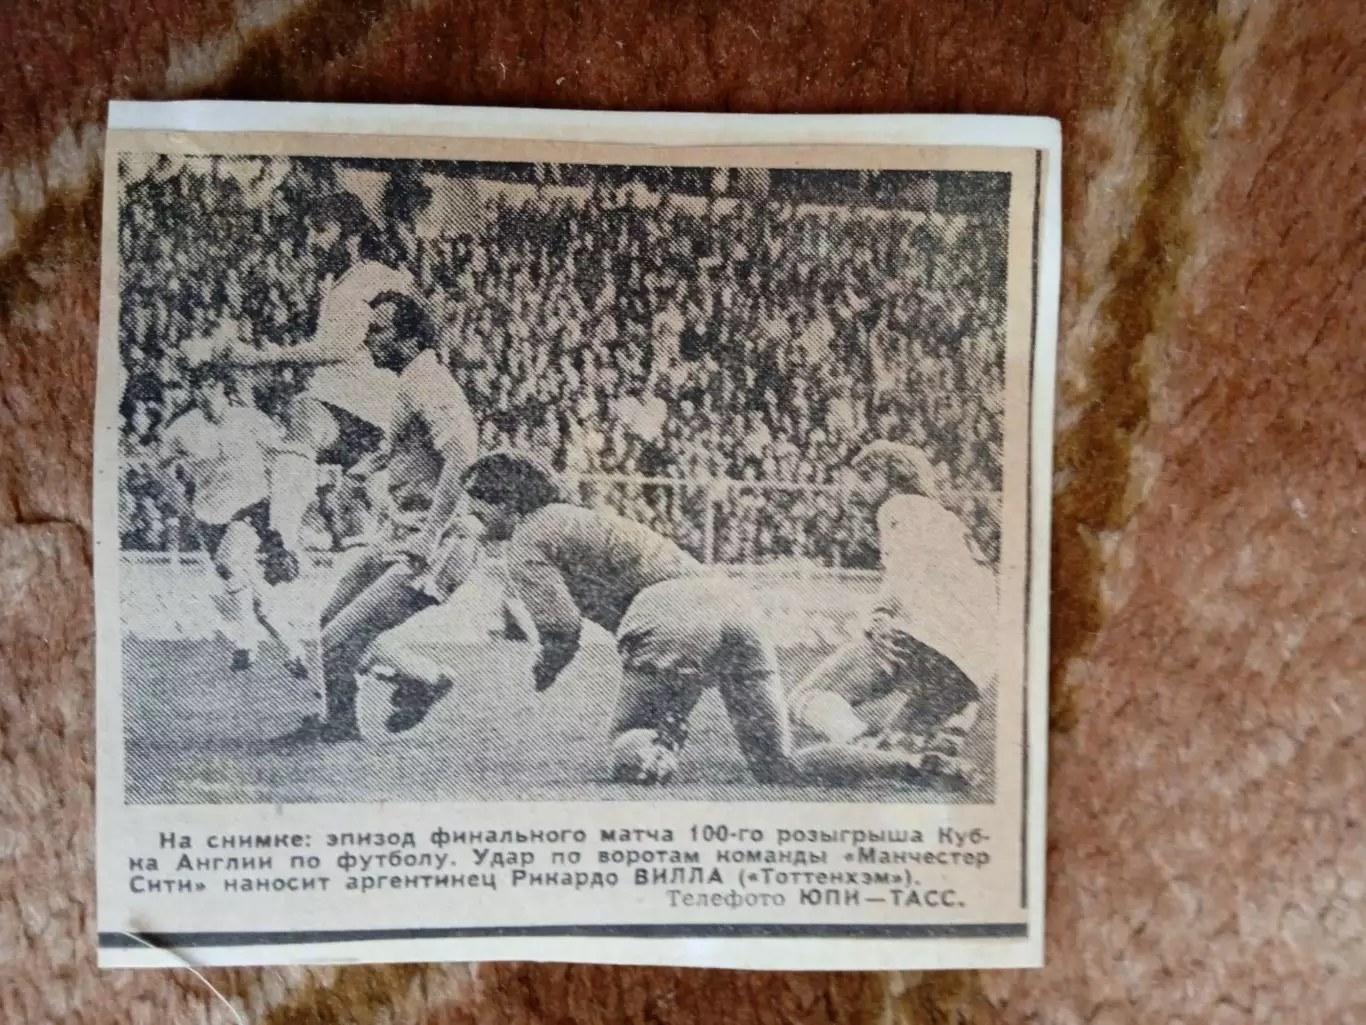 На снимке: эпизод финального матча 100-го розыгрыша Куб-
ка Англии по футболу. Удар по воротам команды «Манчестер
Сити» наносит аргентинец Рикардо ВИЛЛА («Тоттенхэм»).
Телефото ЮПИ—ТАСС.